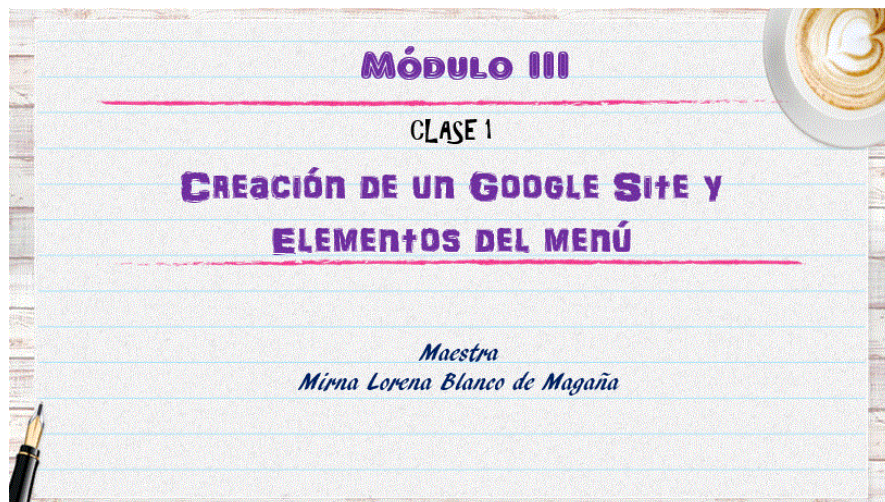 Módulo III
CLASE 1
Creación de un Google Site y
Elementos del menú
Maestra
Mirna Lorena Blanco de Magaña